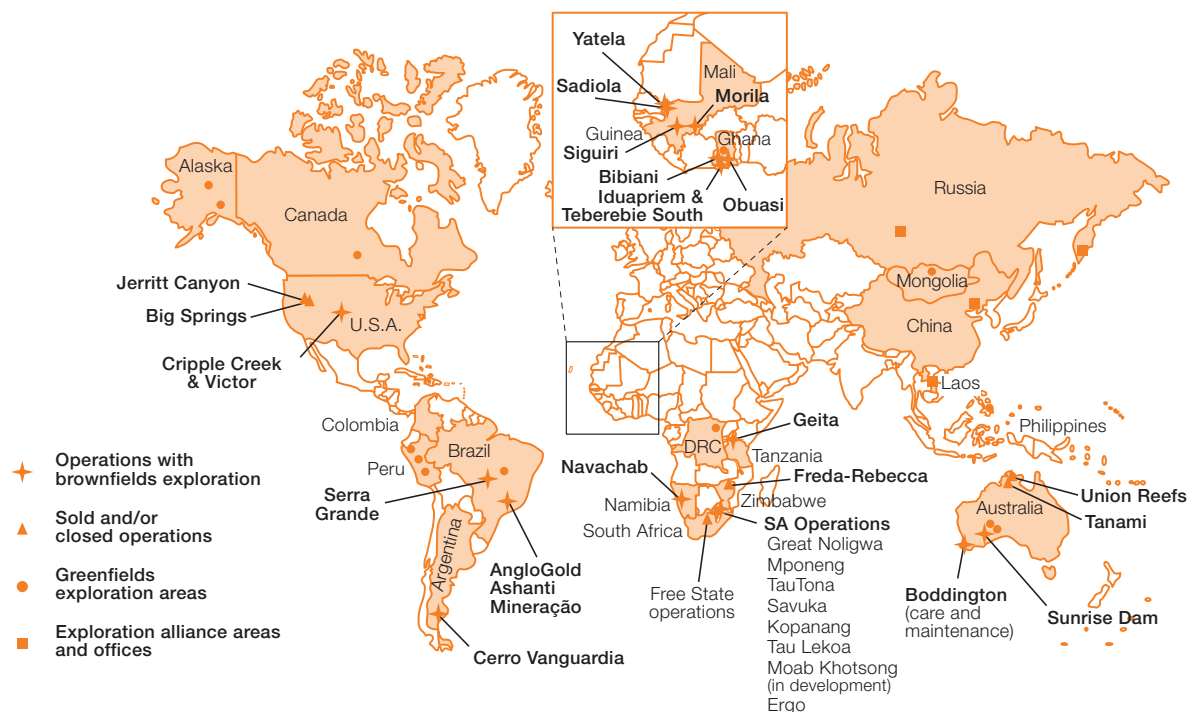 Yatela
Mali
Sadiola
Morila
Guinea
Ghana
Siguiri
Bibiani
Iduapriem &
Teberebie South
Obuasi
Alaska
Canada
Russia
Jerritt Canyon
Big Springs
U.S.A.
Cripple Creek
& Victor
Mongolia
China
Laos
Philippines
Colombia
Brazil
Peru
Serra
Grande
Argentina
AngloGold
Ashanti
Mineração
Cerro Vanguardia
Geita
DRC
Tanzania
Navachab
Freda-Rebecca
Namibia
Zimbabwe
South Africa
SA Operations
Great Noligwa
Mponeng
TauTona
Savuka
Kopanang
Tau Lekoa
Moab Khotsong
(in development)
Ergo
Free State
operations
Union Reefs
Australia
Tanami
Boddington
(care and
maintenance)
Sunrise Dam
Operations with
brownfields exploration
Sold and/or
closed operations
Greenfields
exploration areas
Exploration alliance areas
and offices